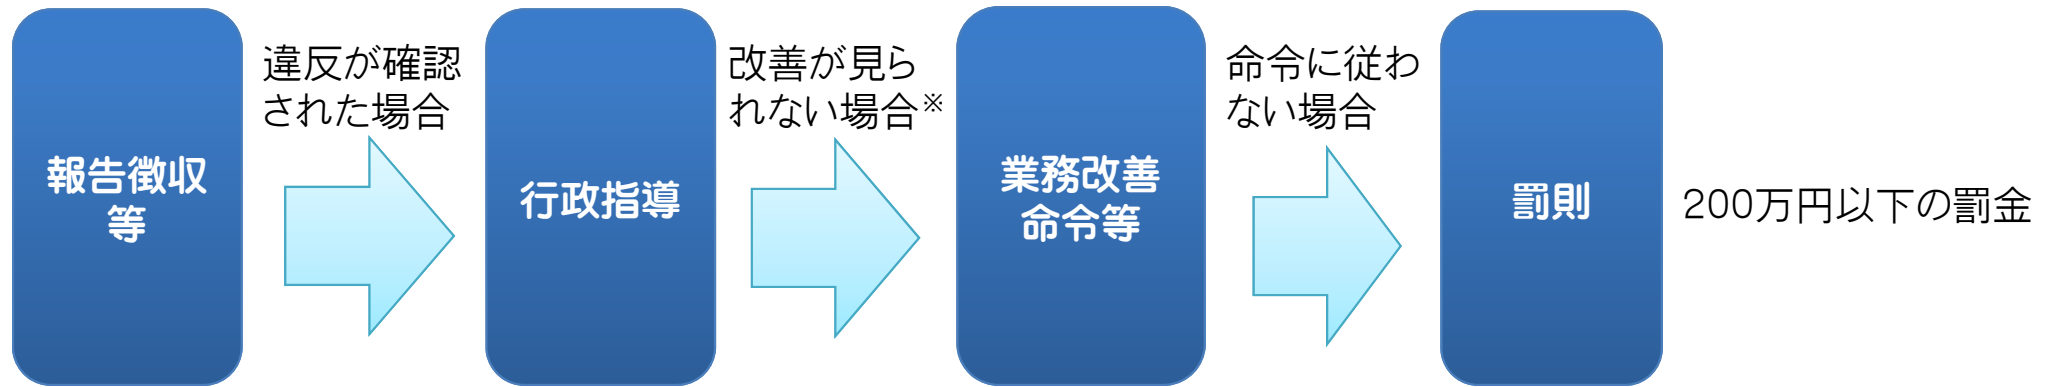 報告徴収
等
違反が確認
された場合
行政指導
改善が見ら
れない場合※
業務改善
命令等
命令に従わ
ない場合
罰則
200万円以下の罰金